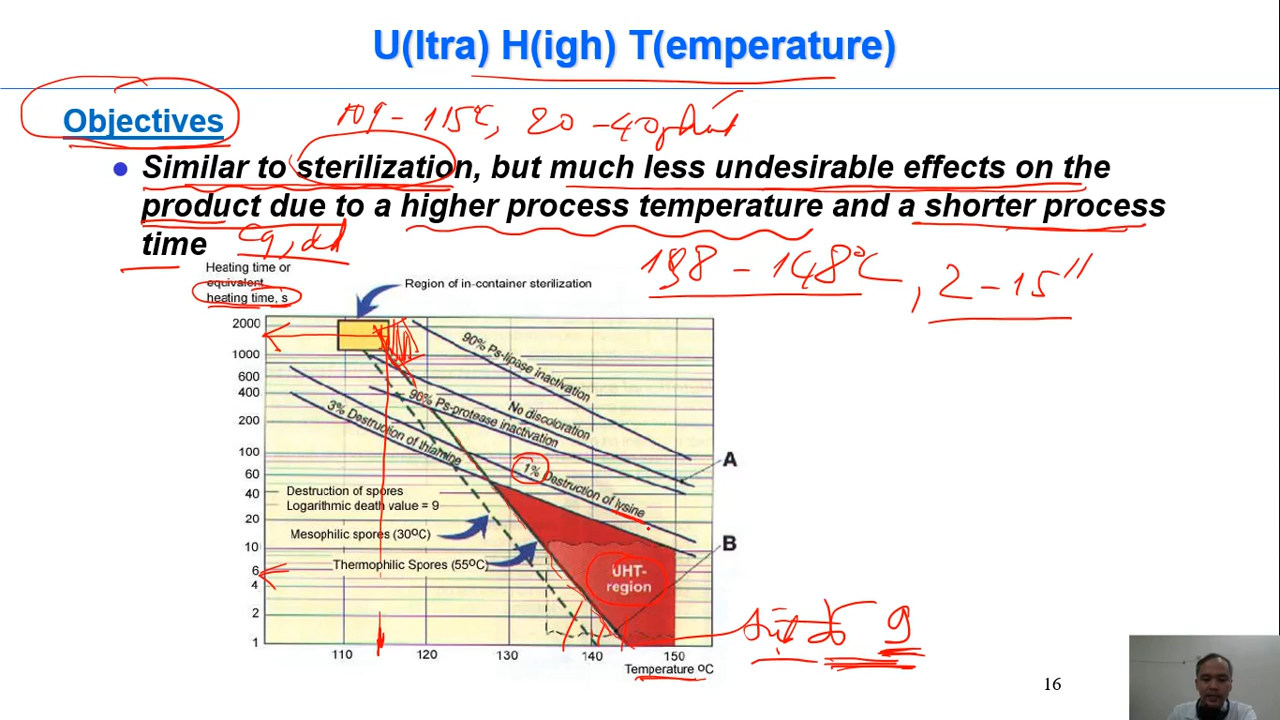 U(ltra) H(igh) T(emperature)
Objectives
109 - 115°C, 20 - 40 phút
Similar to sterilization, but much less undesirable effects on the
product due to a higher process temperature and a shorter process
time
138 - 148°C, 2 - 15"
Heating time or
equivalent
heating time, s
Region of in-container sterilization
2000
1000
600
400
200
100
60
40
20
10
6
4
2
1
90% Ps-lipase inactivation
No discoloration
90% Ps-protease inactivation
3% Destruction of thiamine
1% Destruction of lysine
A
Destruction of spores
Logarithmic death value = 9
Mesophilic spores (30°C)
Thermophilic Spores (55°C)
B
UHT-
region
9
110 120 130 140 150
Temperature °C
16